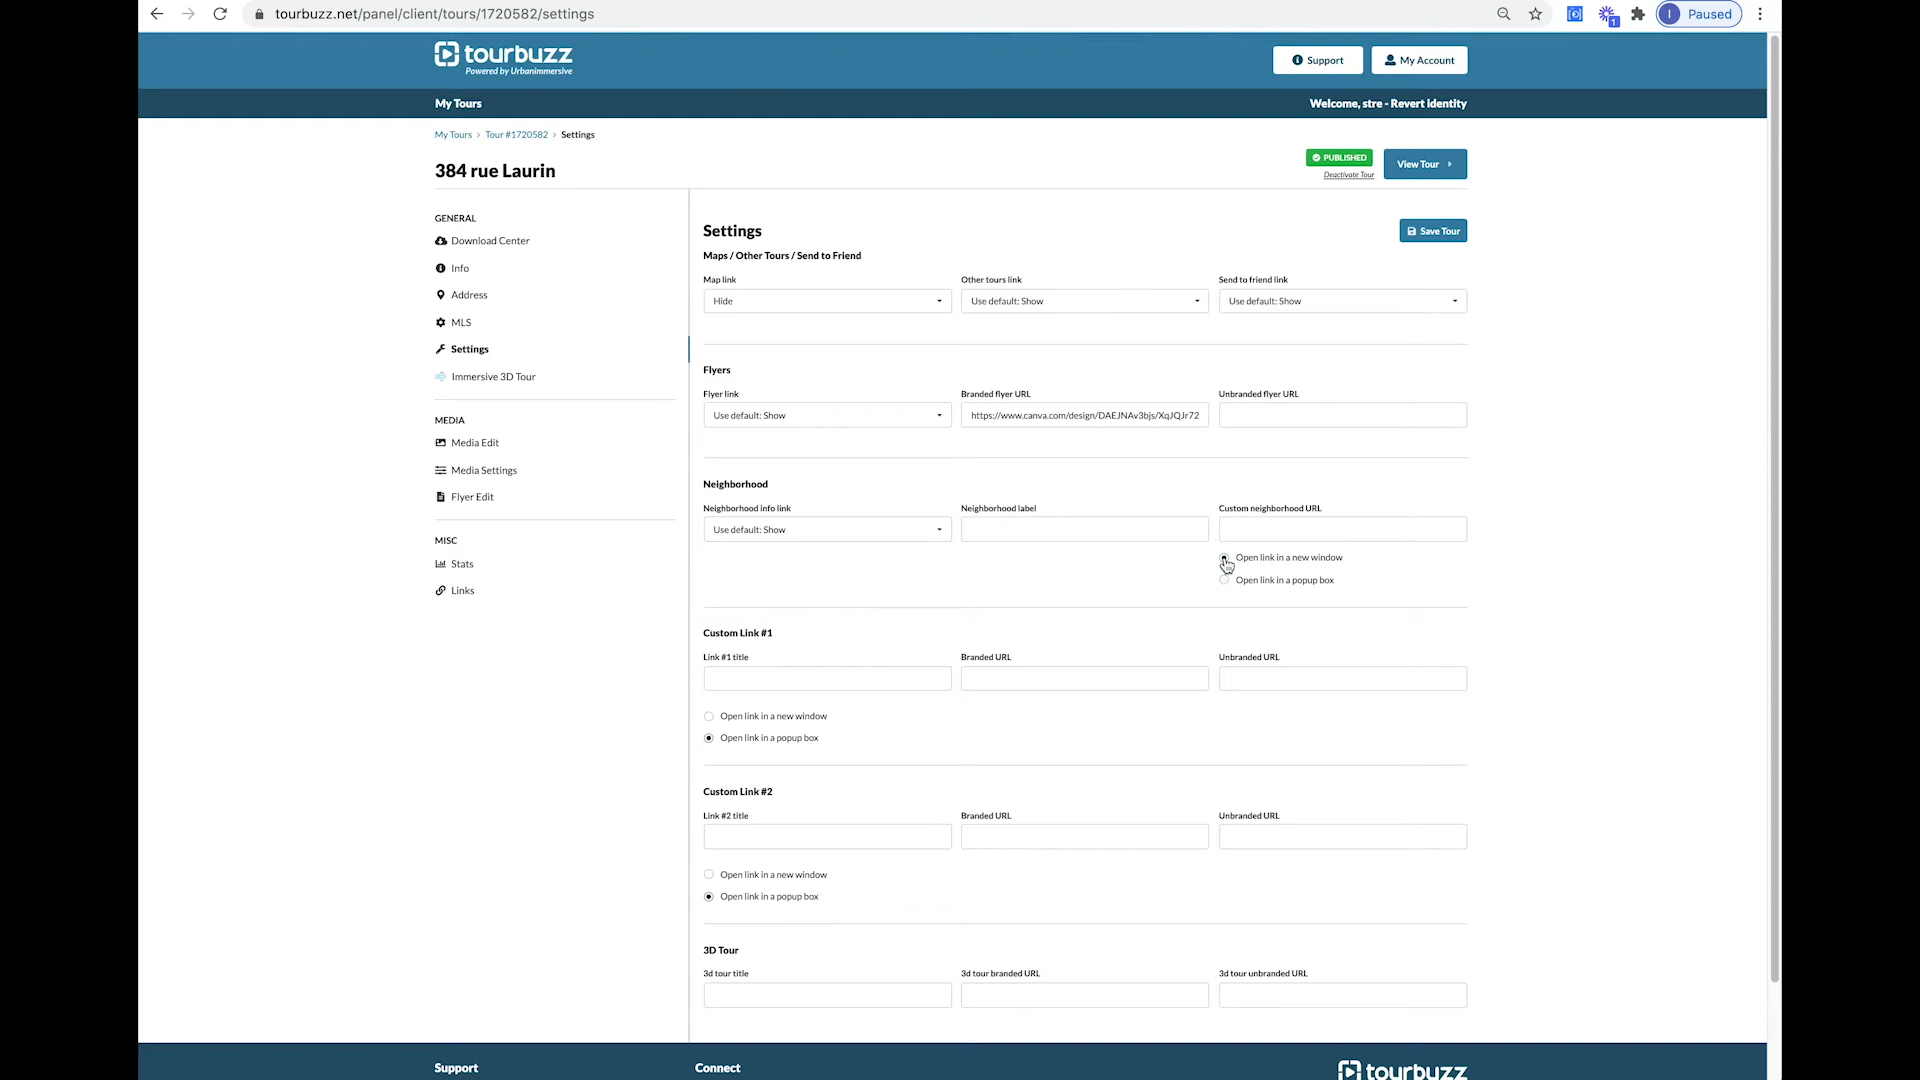 tourbuzz.net/panel/client/tours/1720582/settings
1
I
Paused
tourbuzz
Powered by Urbanimmersive
Support
My Account
My Tours
Welcome, stre - Revert identity
My Tours › Tour #1720582 › Settings
384 rue Laurin
PUBLISHED
Deactivate Tour
View Tour
GENERAL
Download Center
Info
Address
MLS
Settings
Immersive 3D Tour
MEDIA
Media Edit
Media Settings
Flyer Edit
MISC
Stats
Links
Settings
Save Tour
Maps / Other Tours / Send to Friend
Map link
Other tours link
Send to friend link
Hide
Use default: Show
Use default: Show
Flyers
Flyer link
Branded flyer URL
Unbranded flyer URL
Use default: Show
https://www.canva.com/design/DAEJNAv3bjs/XqJQJr72
Neighborhood
Neighborhood info link
Neighborhood label
Custom neighborhood URL
Use default: Show
Open link in a new window
Open link in a popup box
Custom Link #1
Link #1 title
Branded URL
Unbranded URL
Open link in a new window
Open link in a popup box
Custom Link #2
Link #2 title
Branded URL
Unbranded URL
Open link in a new window
Open link in a popup box
3D Tour
3d tour title
3d tour branded URL
3d tour unbranded URL
Support
Connect
tourbuzz